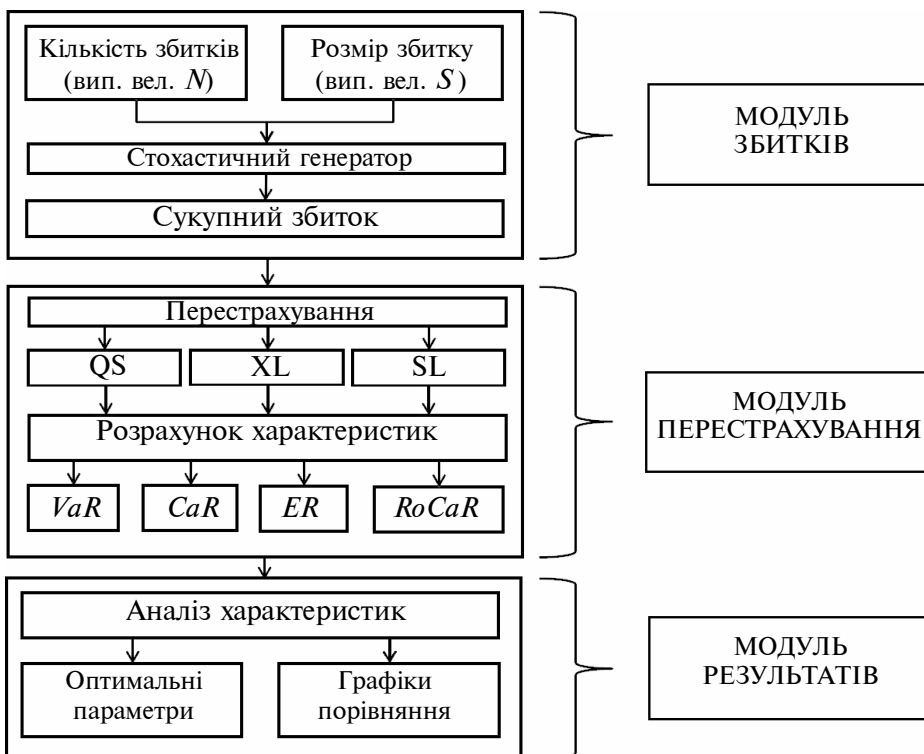 Кількість збитків
(вип. вел. N)
Розмір збитку
(вип. вел. S)
Стохастичний генератор
Сукупний збиток
МОДУЛЬ
ЗБИТКІВ
Перестрахування
QS
XL
SL
Розрахунок характеристик
VaR
CaR
ER
RoCaR
МОДУЛЬ
ПЕРЕСТРАХУВАННЯ
Аналіз характеристик
Оптимальні
параметри
Графіки
порівняння
МОДУЛЬ
РЕЗУЛЬТАТІВ